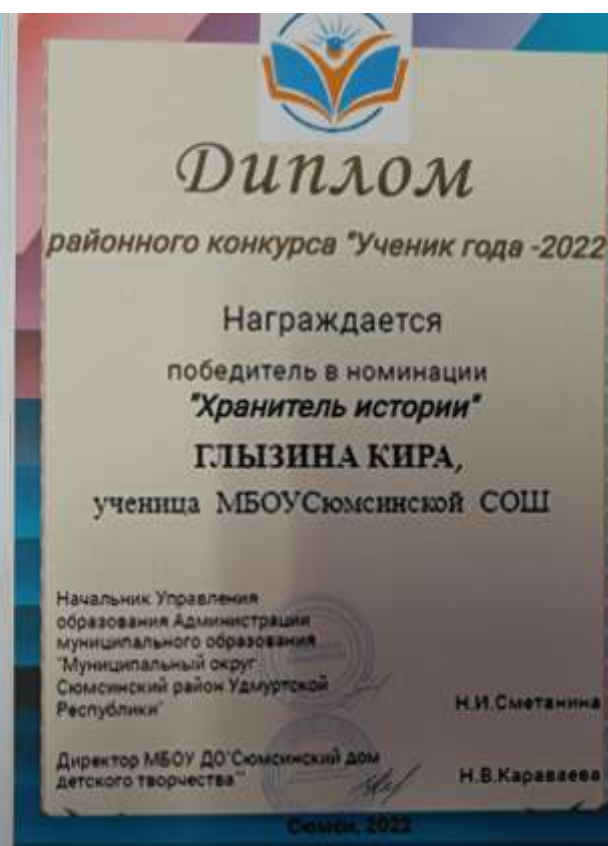 Диплом
районного конкурса "Ученик года -2022
Награждается
победитель в номинации
"Хранитель истории"
ГЛЫЗИНА КИРА,
ученица МБОУСюмсинской СОШ
Начальник Управления
образования Администрации
муниципального образования
"Муниципальный округ
Сюмсинский район Удмуртской
Республики"
Н.И.Сметанина
Директор МБОУ ДО"Сюмсинский дом
детского творчества""
Н.В.Караваева
Сюмси, 2022